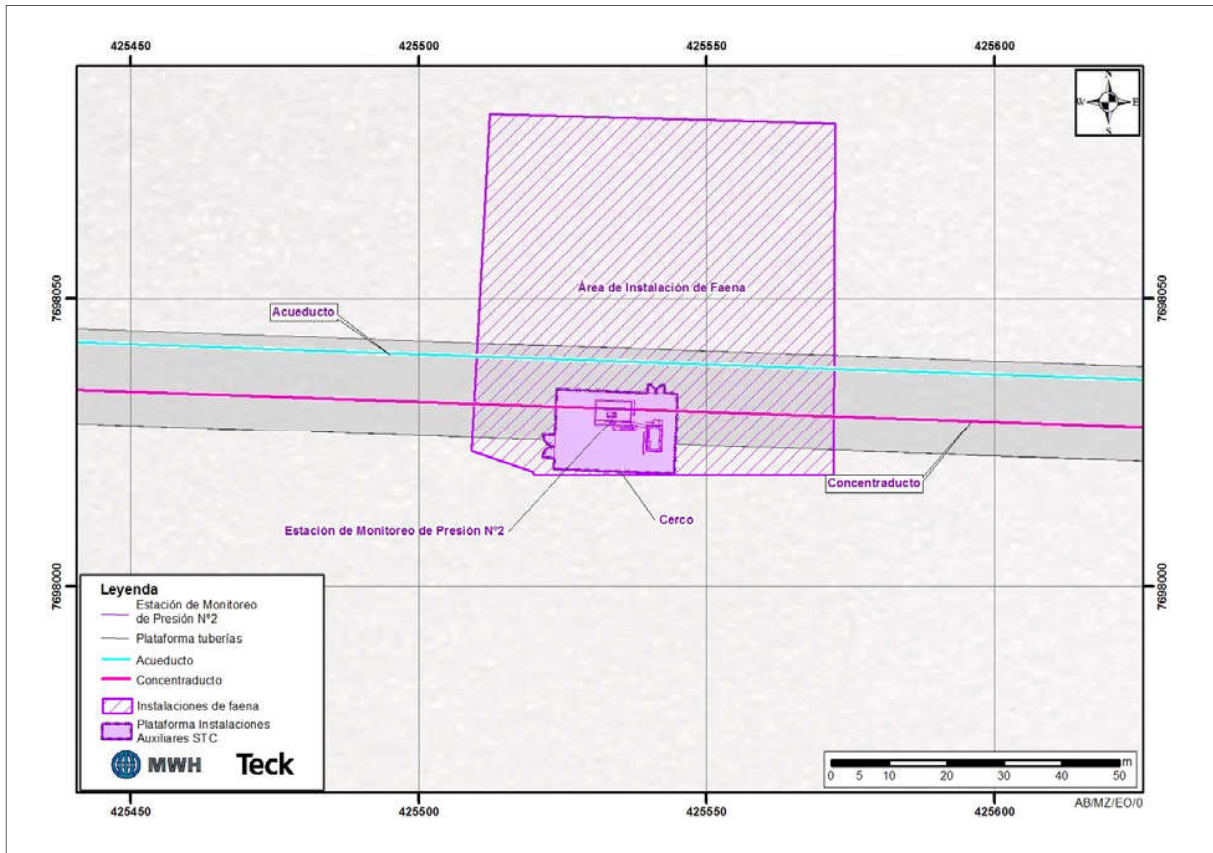 425450 425500 425550 425600
N
W E
S
Área de Instalación de Faena
7698050 7698050
Acueducto
Concentraducto
Estación de Monitoreo de Presión N°2
Cerco
7698000 7698000
Leyenda
Estación de Monitoreo
de Presión N°2
Plataforma tuberías
Acueducto
Concentraducto
Instalaciones de faena
Plataforma Instalaciones
Auxiliares STC
MWH Teck
m
0 5 10 20 30 40 50
AB/MZ/EO/0
425450 425500 425550 425600